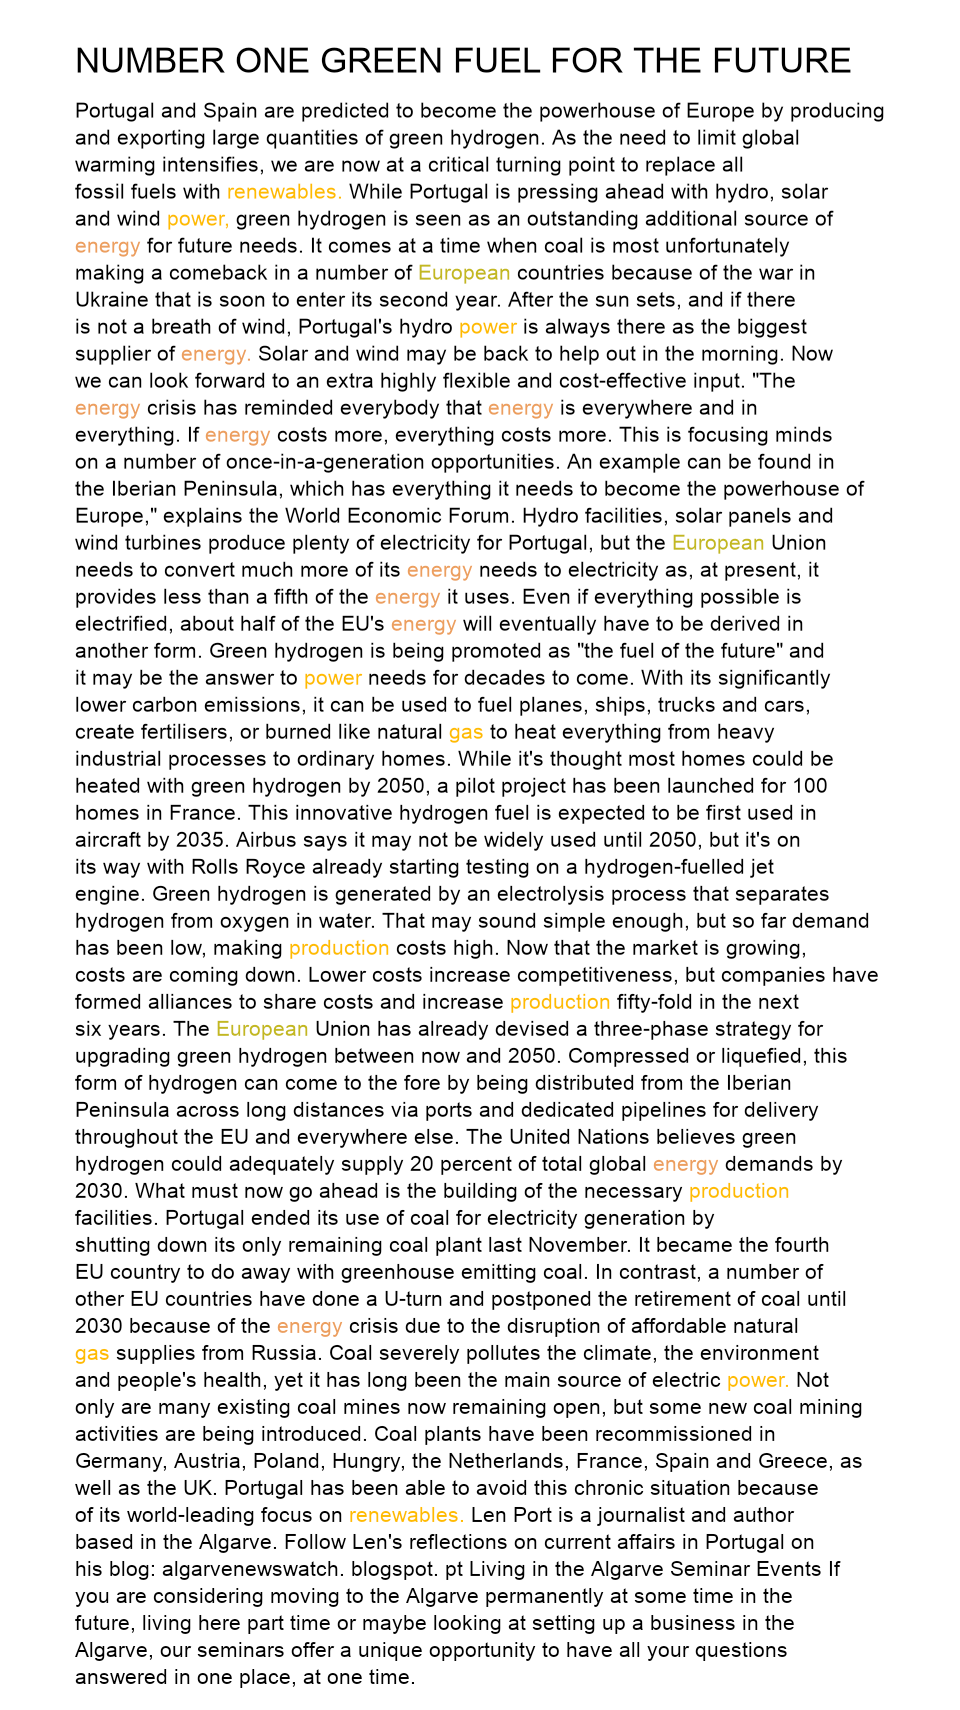 NUMBER ONE GREEN FUEL FOR THE FUTURE
Portugal and Spain are predicted to become the powerhouse of Europe by producing
and exporting large quantities of green hydrogen. As the need to limit global
warming intensifies, we are now at a critical turning point to replace all
fossil fuels with renewables. While Portugal is pressing ahead with hydro, solar
and wind power, green hydrogen is seen as an outstanding additional source of
energy for future needs. It comes at a time when coal is most unfortunately
making a comeback in a number of European countries because of the war in
Ukraine that is soon to enter its second year. After the sun sets, and if there
is not a breath of wind, Portugal's hydro power is always there as the biggest
supplier of energy. Solar and wind may be back to help out in the morning. Now
we can look forward to an extra highly flexible and cost-effective input. "The
energy crisis has reminded everybody that energy is everywhere and in
everything. If energy costs more, everything costs more. This is focusing minds
on a number of once-in-a-generation opportunities. An example can be found in
the Iberian Peninsula, which has everything it needs to become the powerhouse of
Europe," explains the World Economic Forum. Hydro facilities, solar panels and
wind turbines produce plenty of electricity for Portugal, but the European Union
needs to convert much more of its energy needs to electricity as, at present, it
provides less than a fifth of the energy it uses. Even if everything possible is
electrified, about half of the EU's energy will eventually have to be derived in
another form. Green hydrogen is being promoted as "the fuel of the future" and
it may be the answer to power needs for decades to come. With its significantly
lower carbon emissions, it can be used to fuel planes, ships, trucks and cars,
create fertilisers, or burned like natural gas to heat everything from heavy
industrial processes to ordinary homes. While it's thought most homes could be
heated with green hydrogen by 2050, a pilot project has been launched for 100
homes in France. This innovative hydrogen fuel is expected to be first used in
aircraft by 2035. Airbus says it may not be widely used until 2050, but it's on
its way with Rolls Royce already starting testing on a hydrogen-fuelled jet
engine. Green hydrogen is generated by an electrolysis process that separates
hydrogen from oxygen in water. That may sound simple enough, but so far demand
has been low, making production costs high. Now that the market is growing,
costs are coming down. Lower costs increase competitiveness, but companies have
formed alliances to share costs and increase production fifty-fold in the next
six years. The European Union has already devised a three-phase strategy for
upgrading green hydrogen between now and 2050. Compressed or liquefied, this
form of hydrogen can come to the fore by being distributed from the Iberian
Peninsula across long distances via ports and dedicated pipelines for delivery
throughout the EU and everywhere else. The United Nations believes green
hydrogen could adequately supply 20 percent of total global energy demands by
2030. What must now go ahead is the building of the necessary production
facilities. Portugal ended its use of coal for electricity generation by
shutting down its only remaining coal plant last November. It became the fourth
EU country to do away with greenhouse emitting coal. In contrast, a number of
other EU countries have done a U-turn and postponed the retirement of coal until
2030 because of the energy crisis due to the disruption of affordable natural
gas supplies from Russia. Coal severely pollutes the climate, the environment
and people's health, yet it has long been the main source of electric power. Not
only are many existing coal mines now remaining open, but some new coal mining
activities are being introduced. Coal plants have been recommissioned in
Germany, Austria, Poland, Hungry, the Netherlands, France, Spain and Greece, as
well as the UK. Portugal has been able to avoid this chronic situation because
of its world-leading focus on renewables. Len Port is a journalist and author
based in the Algarve. Follow Len's reflections on current affairs in Portugal on
his blog: algarvenewswatch. blogspot. pt Living in the Algarve Seminar Events If
you are considering moving to the Algarve permanently at some time in the
future, living here part time or maybe looking at setting up a business in the
Algarve, our seminars offer a unique opportunity to have all your questions
answered in one place, at one time.